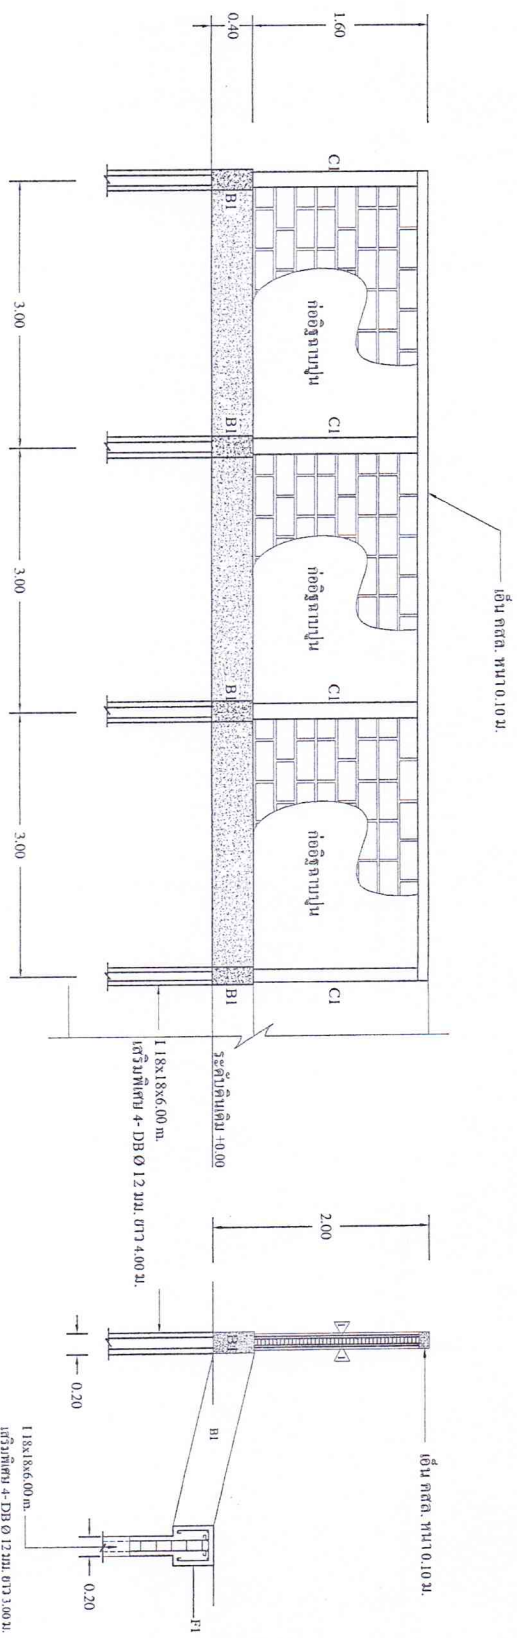 เอ็น คสล. หนา 0.10 ม.
1.60
0.40
C1
C1
C1
C1
ก่ออิฐฉาบปูน
ก่ออิฐฉาบปูน
ก่ออิฐฉาบปูน
B1
B1
B1
B1
3.00
3.00
3.00
ระดับดินเดิม +0.00
I 18x18x6.00 m.
เสริมพิเศษ 4- DB Ø 12 มม. ยาว 4.00 ม.
เอ็น คสล. หนา 0.10 ม.
2.00
1
1
B1
B1
0.20
F1
0.20
I 18x18x6.00 m.
เสริมพิเศษ 4- DB Ø 12 มม. ยาว 3.00 ม.